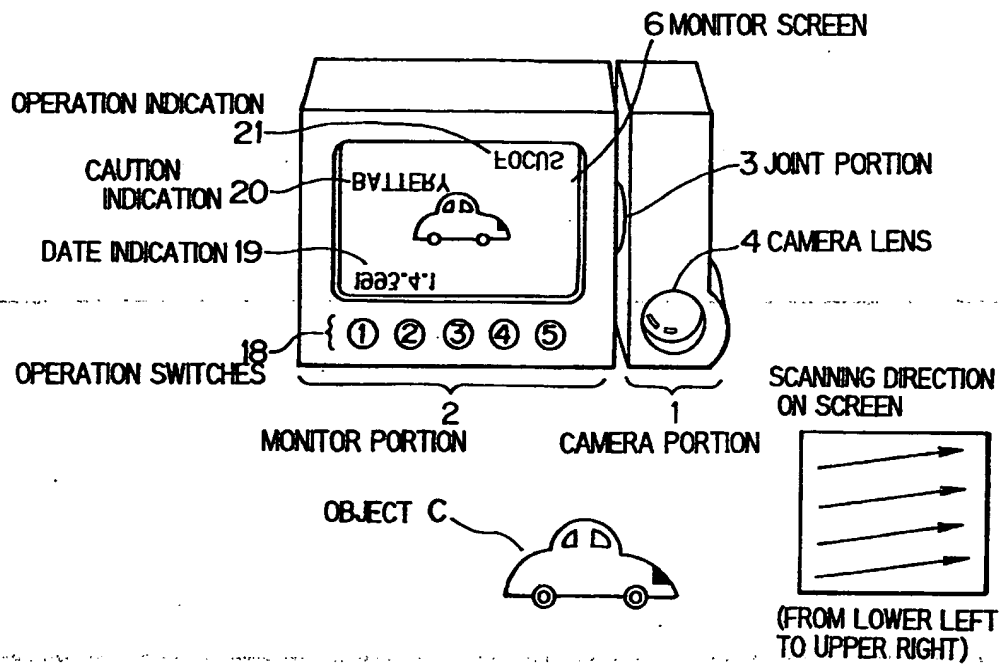 6 MONITOR SCREEN
OPERATION INDICATION
21
FOCUS
CAUTION
INDICATION 20
BATTERY
3 JOINT PORTION
DATE INDICATION 19
4 CAMERA LENS
1993.4.1
18
① ② ③ ④ ⑤
OPERATION SWITCHES
2
MONITOR PORTION
1
CAMERA PORTION
SCANNING DIRECTION
ON SCREEN
OBJECT C
(FROM LOWER LEFT
TO UPPER RIGHT)